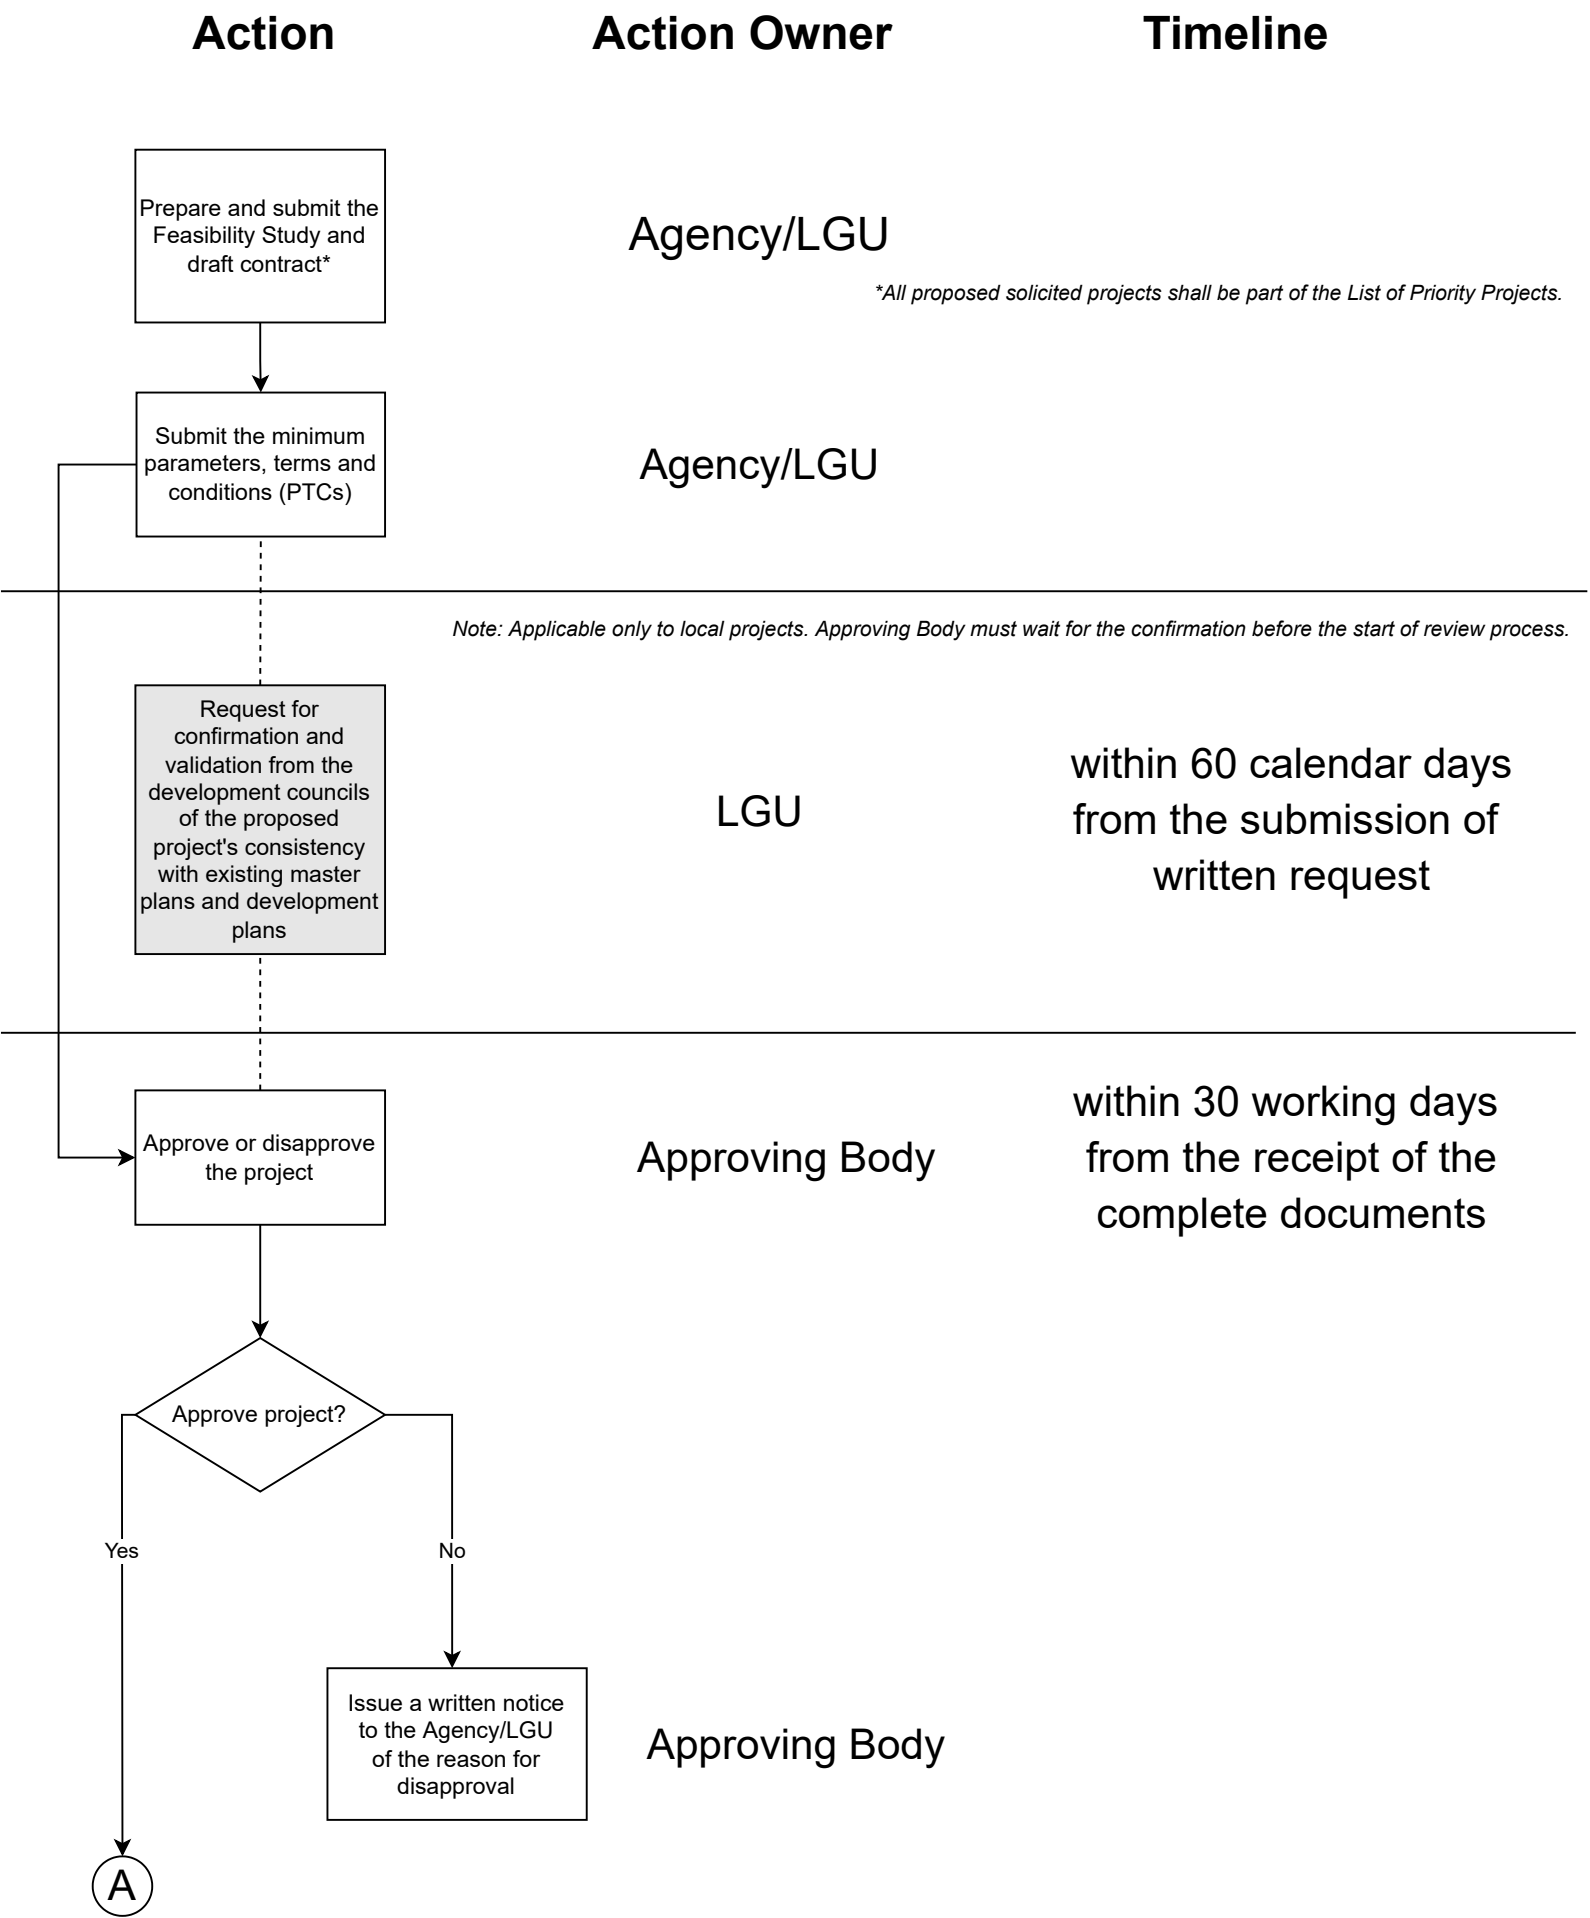 Action
Action Owner
Timeline
Prepare and submit the
Feasibility Study and
draft contract*
Agency/LGU
*All proposed solicited projects shall be part of the List of Priority Projects.
Submit the minimum
parameters, terms and
conditions (PTCs)
Agency/LGU
Note: Applicable only to local projects. Approving Body must wait for the confirmation before the start of review process.
Request for
confirmation and
validation from the
development councils
of the proposed
project's consistency
with existing master
plans and development
plans
LGU
within 60 calendar days
from the submission of
written request
Approve or disapprove
the project
Approving Body
within 30 working days
from the receipt of the
complete documents
Approve project?
Yes
No
Issue a written notice
to the Agency/LGU
of the reason for
disapproval
Approving Body
A